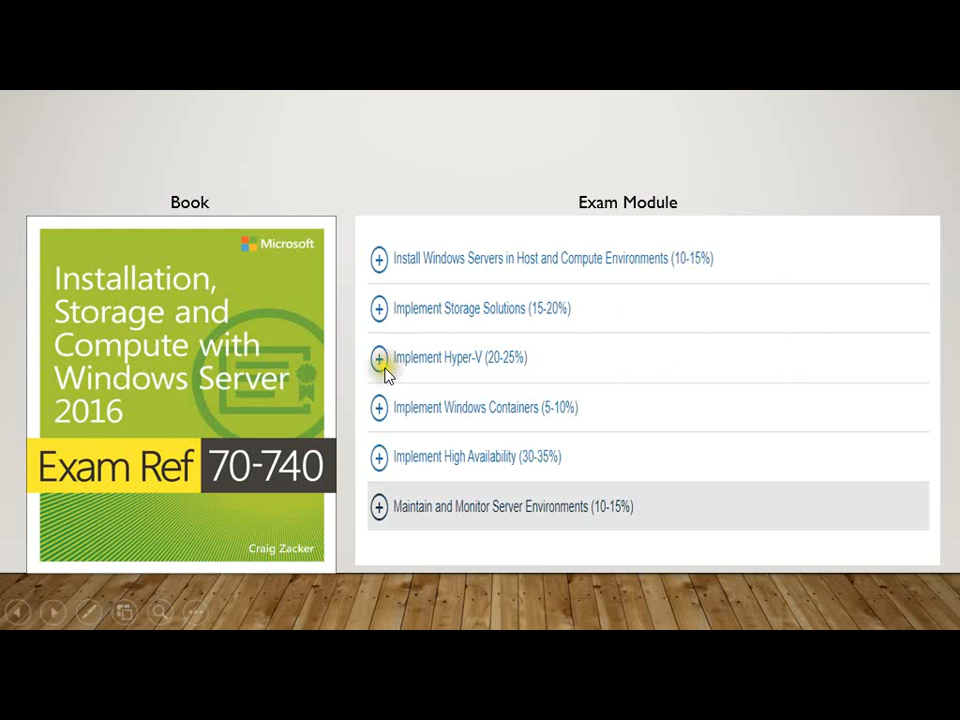 Book
Exam Module
Microsoft
Installation,
Storage and
Compute with
Windows Server
2016
Exam Ref 70-740
Craig Zacker
Install Windows Servers in Host and Compute Environments (10-15%)
Implement Storage Solutions (15-20%)
Implement Hyper-V (20-25%)
Implement Windows Containers (5-10%)
Implement High Availability (30-35%)
Maintain and Monitor Server Environments (10-15%)